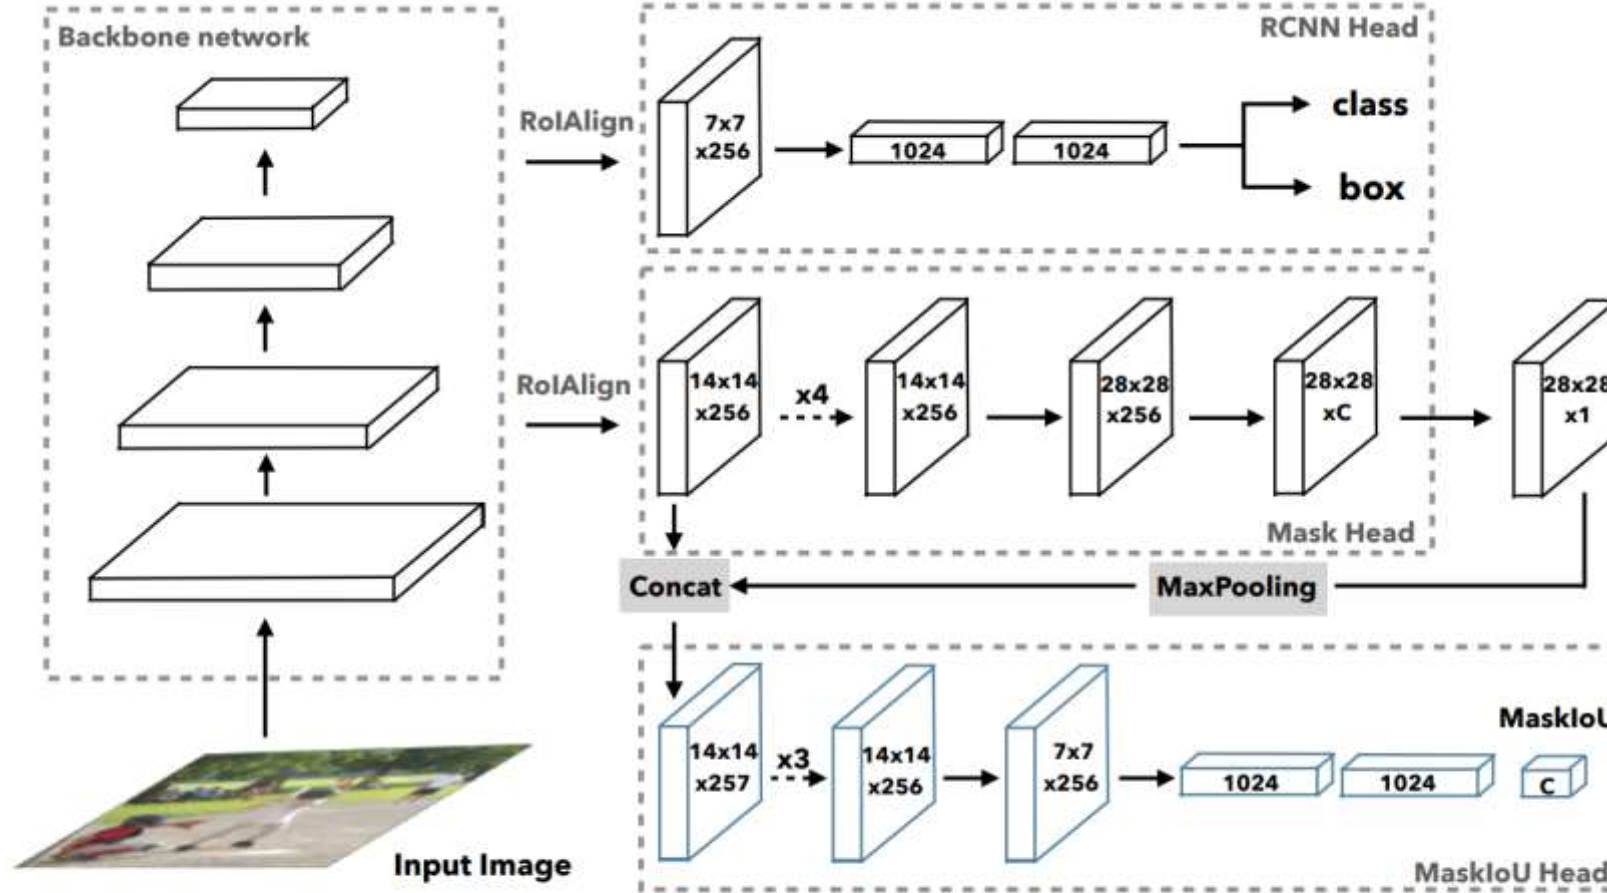 Backbone network
RCNN Head
RoIAlign
7x7
x256
1024
1024
class
box
RoIAlign
14x14
x256
x4
14x14
x256
28x28
x256
28x28
xC
28x28
x1
Mask Head
Concat
MaxPooling
MaskIoU
14x14
x257
x3
14x14
x256
7x7
x256
1024
1024
C
Input Image
MaskIoU Head